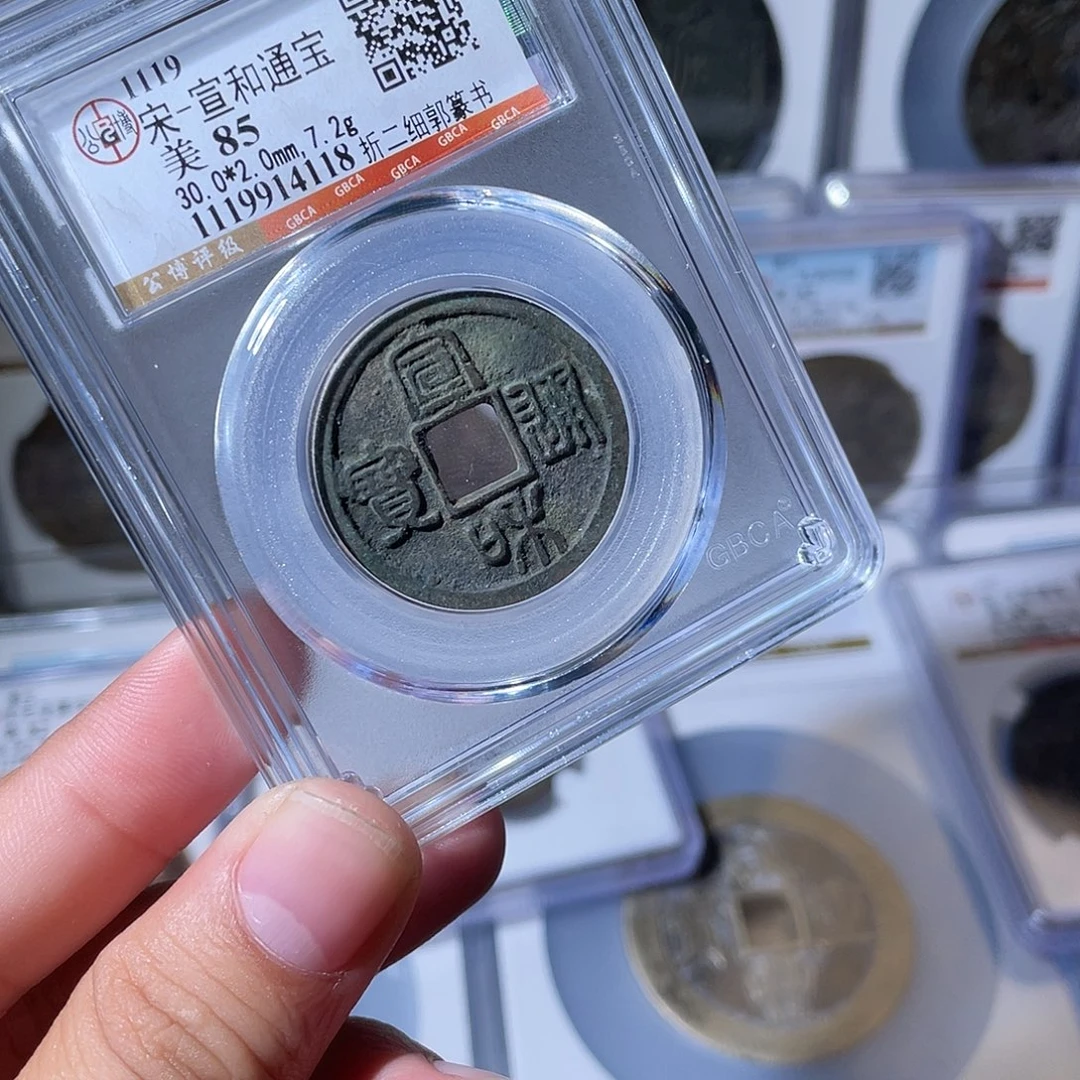 1119
宋-宣和通宝
美 85
30.0*2.0mm,7.2g
1119914118 折二细郭篆书
GBCA GBCA GBCA GBCA GBCA
公博评级
宣和通寳
GBCA